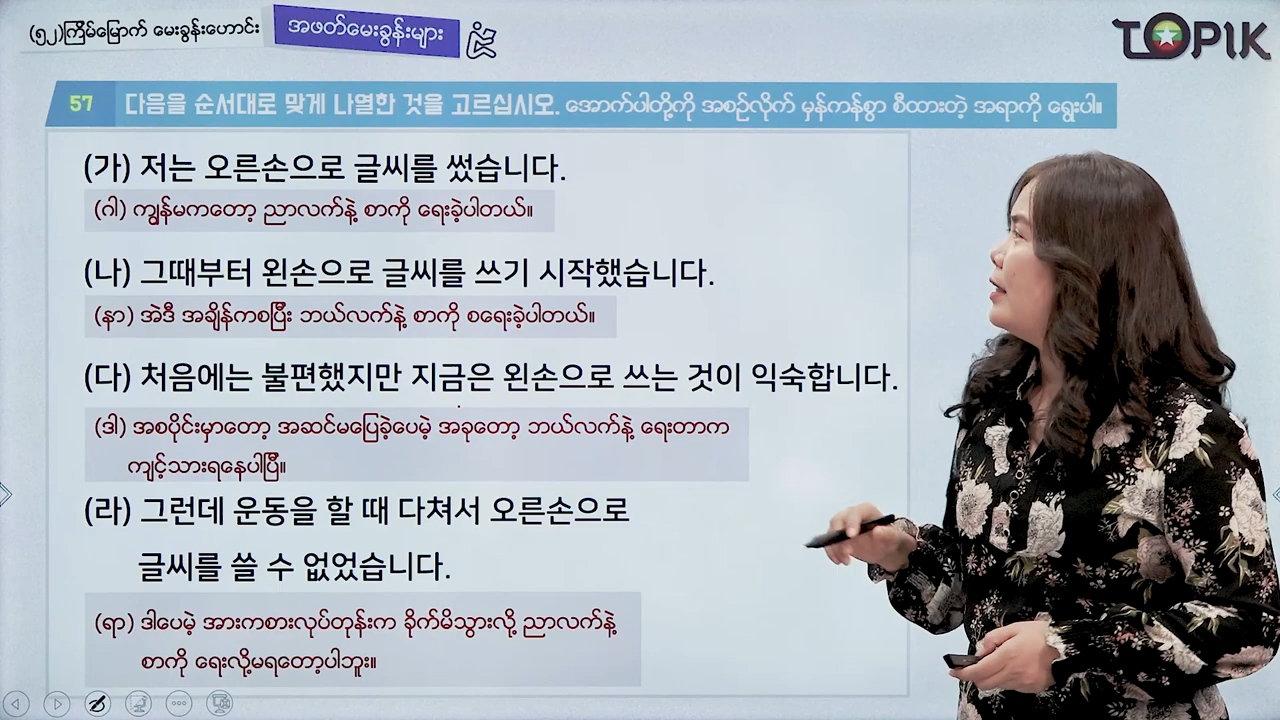 (၅၂)ကြိမ်မြောက် မေးခွန်းဟောင်း
အဖတ်မေးခွန်းများ
TOPIK
57 다음을 순서대로 맞게 나열한 것을 고르십시오. အောက်ပါတို့ကို အစဉ်လိုက် မှန်ကန်စွာ စီထားတဲ့ အရာကို ရွေးပါ။
(가) 저는 오른손으로 글씨를 썼습니다.
(ဂါ) ကျွန်မကတော့ ညာလက်နဲ့ စာကို ရေးခဲ့ပါတယ်။
(나) 그때부터 왼손으로 글씨를 쓰기 시작했습니다.
(နာ) အဲဒီ အချိန်ကစပြီး ဘယ်လက်နဲ့ စာကို စရေးခဲ့ပါတယ်။
(다) 처음에는 불편했지만 지금은 왼손으로 쓰는 것이 익숙합니다.
(ဒါ) အစပိုင်းမှာတော့ အဆင်မပြေခဲ့ပေမဲ့ အခုတော့ ဘယ်လက်နဲ့ ရေးတာက
ကျင့်သားရနေပါပြီ။
(라) 그런데 운동을 할 때 다쳐서 오른손으로
글씨를 쓸 수 없었습니다.
(ရာ) ဒါပေမဲ့ အားကစားလုပ်တုန်းက ခိုက်မိသွားလို့ ညာလက်နဲ့
စာကို ရေးလို့မရတော့ပါဘူး။